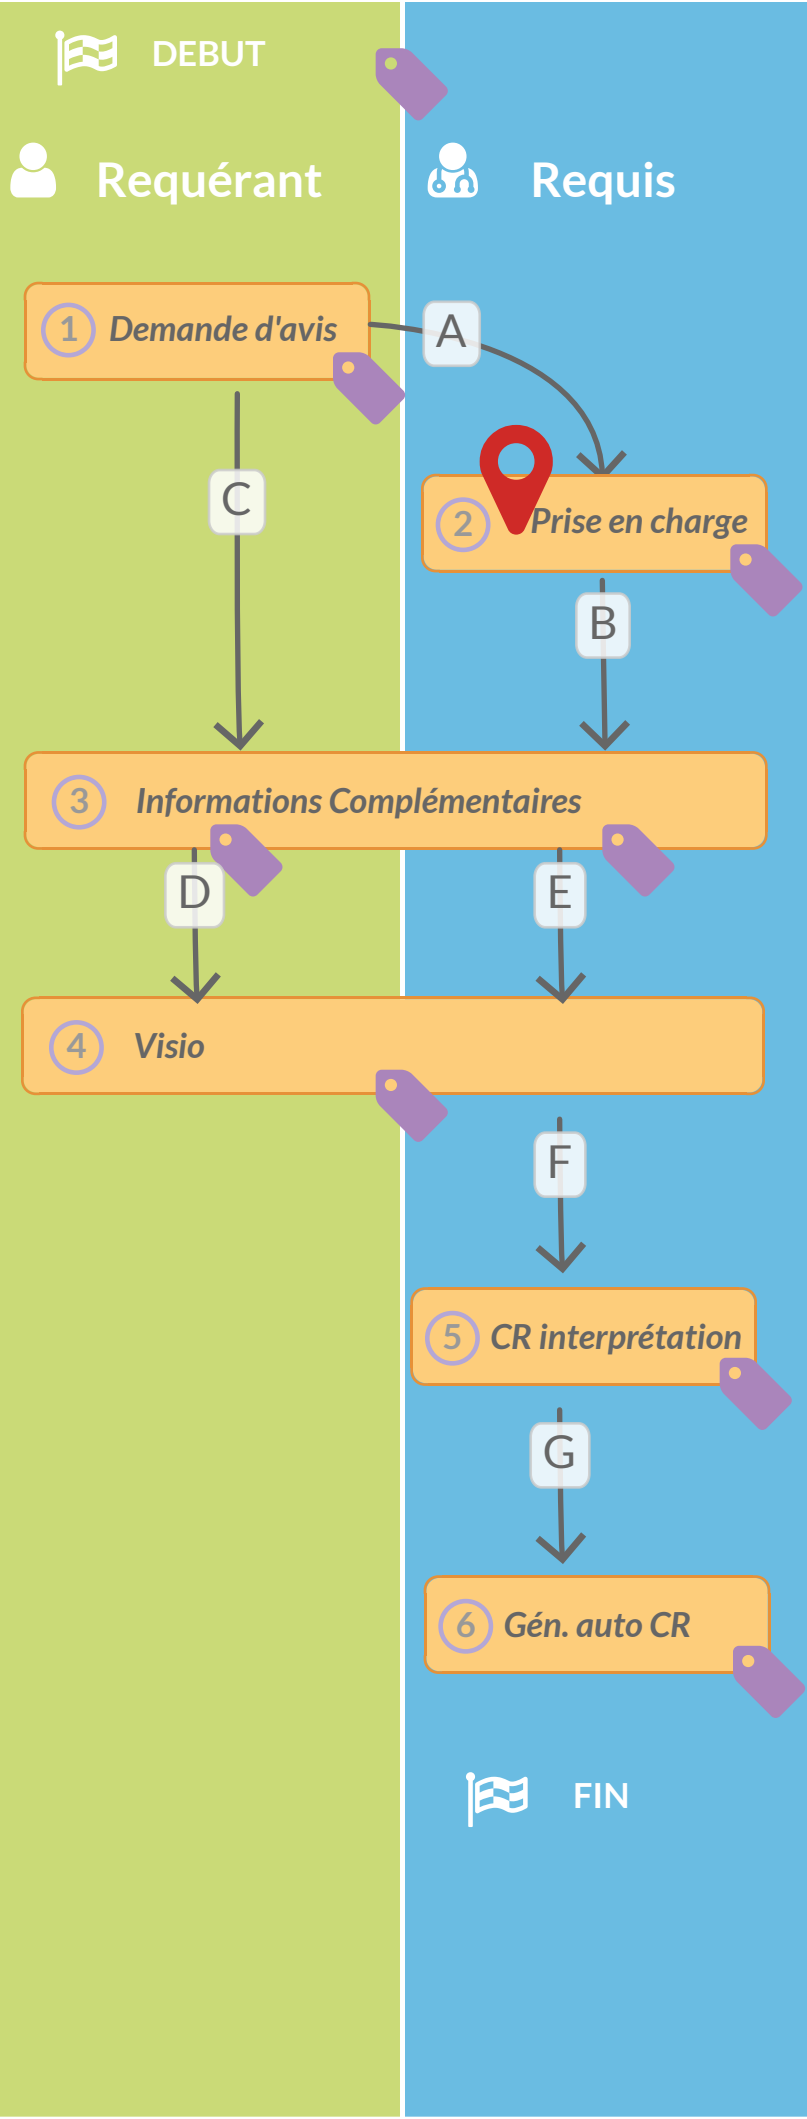 DEBUT
Requérant
Requis
1 Demande d'avis
A
C
2 Prise en charge
B
3 Informations Complémentaires
D
E
4 Visio
F
5 CR interprétation
G
6 Gén. auto CR
FIN